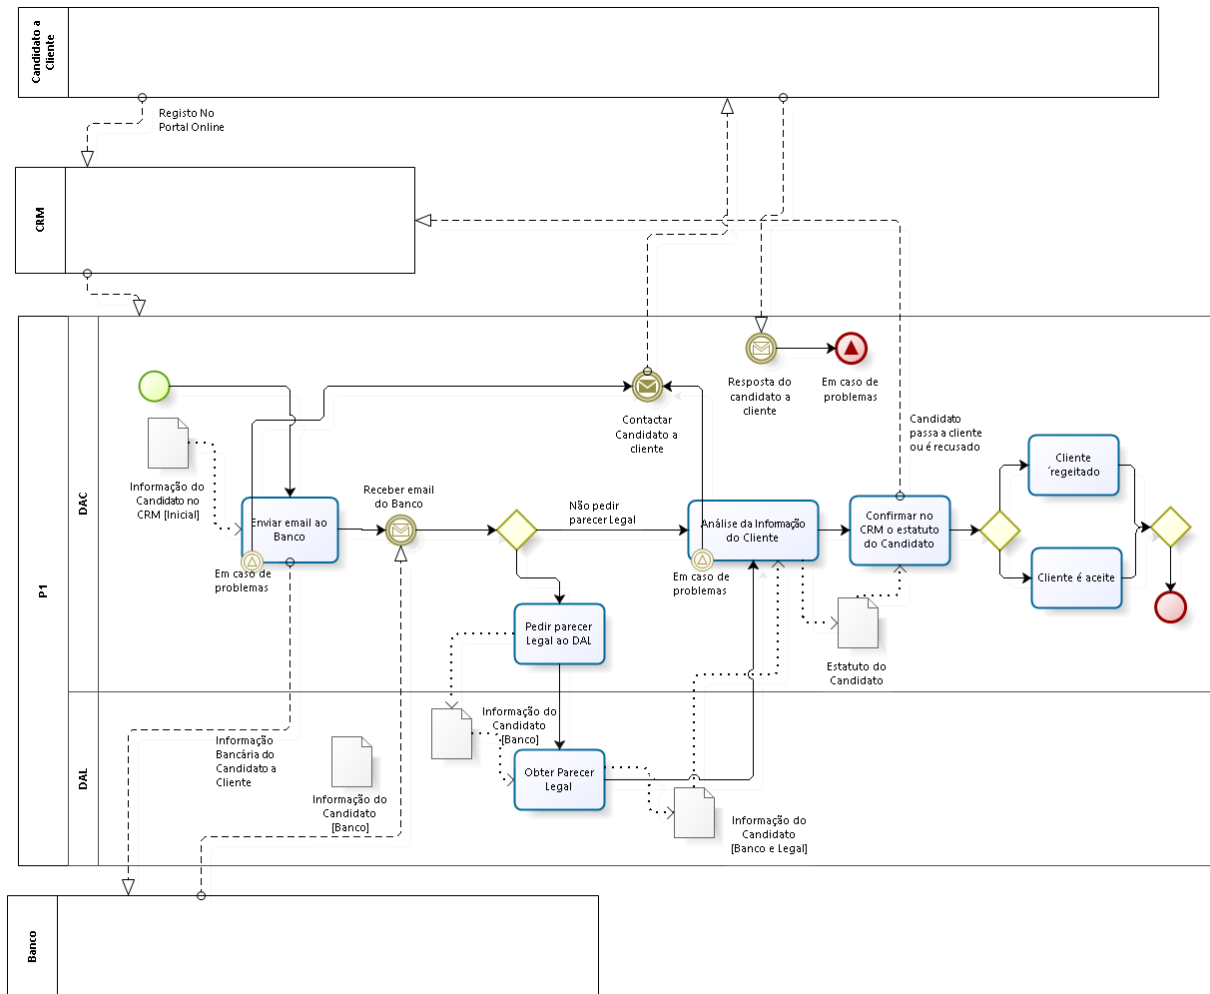 Candidato a
Cliente
Registo No
Portal Online
CRM
P1
DAC
DAL
Informação do
Candidato no
CRM [Inicial]
Enviar email ao
Banco
Em caso de
problemas
Receber email
do Banco
Não pedir
parecer Legal
Contactar
Candidato a
cliente
Resposta do
candidato a
cliente
Em caso de
problemas
Análise da Informação
do Cliente
Em caso de
problemas
Candidato
passa a cliente
ou é recusado
Confirmar no
CRM o estatuto
do Candidato
Cliente
´regeitado
Cliente é aceite
Pedir parecer
Legal ao DAL
Estatuto do
Candidato
Informação
Bancária do
Candidato a
Cliente
Informação do
Candidato
[Banco]
Informação do
Candidato
[Banco]
Obter Parecer
Legal
Informação do
Candidato
[Banco e Legal]
Banco